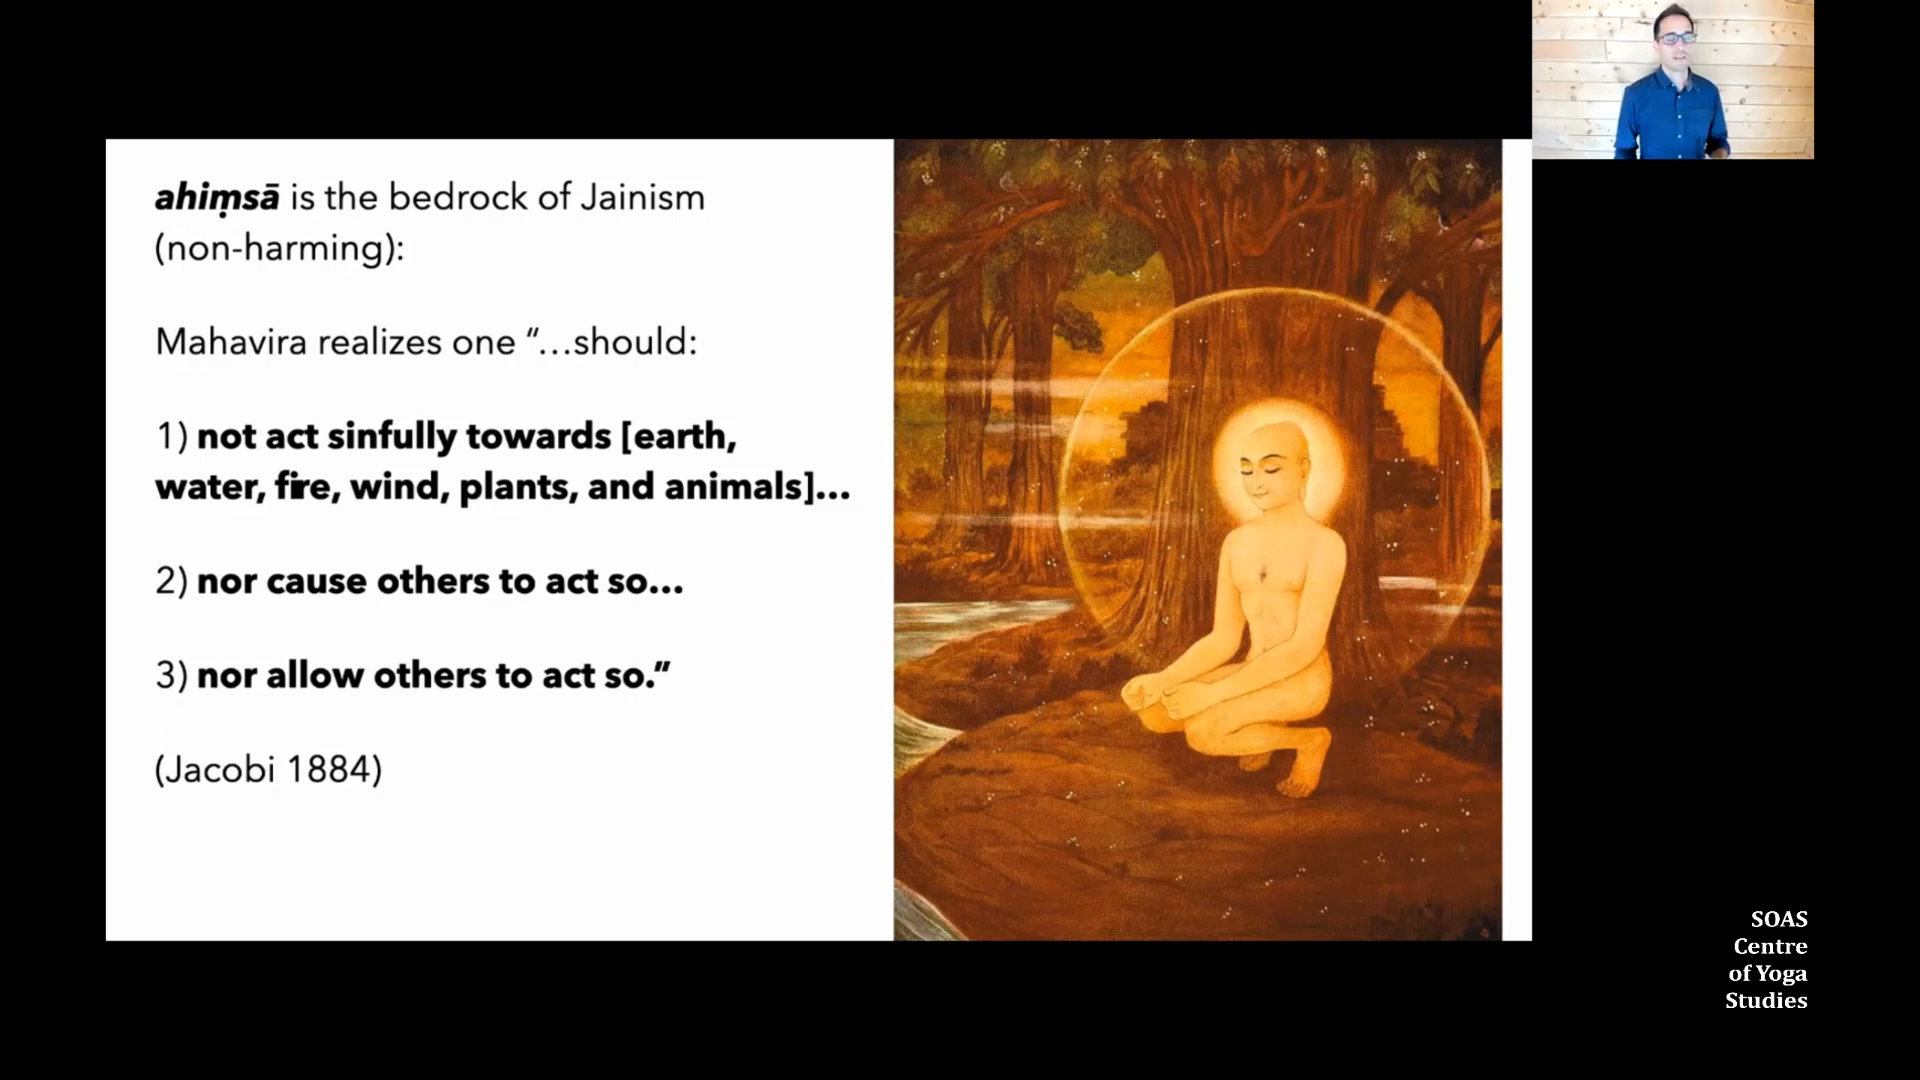 ahiṃsā is the bedrock of Jainism
(non-harming):
Mahavira realizes one “…should:
1) not act sinfully towards [earth,
water, fire, wind, plants, and animals]…
2) nor cause others to act so…
3) nor allow others to act so.”
(Jacobi 1884)
SOAS
Centre
of Yoga
Studies